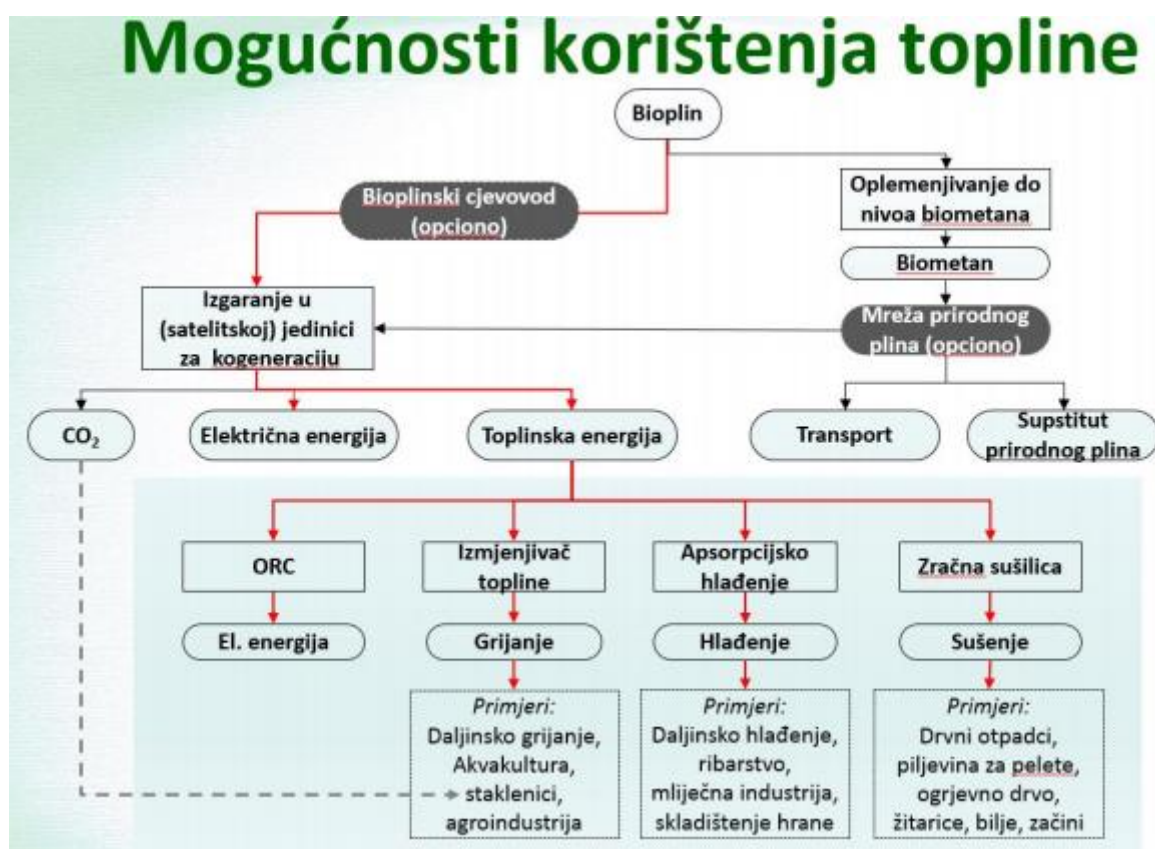 Mogućnosti korištenja topline
Bioplin
Bioplinski cjevovod
(opciono)
Oplemenjivanje do
nivoa biometana
Biometan
Izgaranje u
(satelitskoj) jedinici
za kogeneraciju
Mreža prirodnog
plina (opciono)
CO₂
Električna energija
Toplinska energija
Transport
Supstitut
prirodnog plina
ORC
Izmjenjivač
topline
Apsorpcijsko
hlađenje
Zračna sušilica
El. energija
Grijanje
Hlađenje
Sušenje
Primjeri:
Daljinsko grijanje,
Akvakultura,
staklenici,
agroindustrija
Primjeri:
Daljinsko hlađenje,
ribarstvo,
mliječna industrija,
skladištenje hrane
Primjeri:
Drvni otpadci,
piljevina za pelete,
ogrjevno drvo,
žitarice, bilje, začini